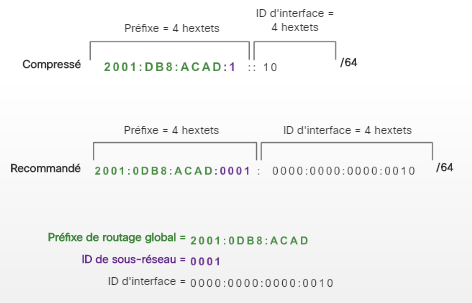 Préfixe = 4 hextets
ID d'interface =
4 hextets
Compressé
2001:DB8:ACAD:1 :: 10
/64
Préfixe = 4 hextets
ID d'interface = 4 hextets
Recommandé
2001:0DB8:ACAD:0001 : 0000:0000:0000:0010
/64
Préfixe de routage global = 2001:0DB8:ACAD
ID de sous-réseau = 0001
ID d'interface = 0000:0000:0000:0010